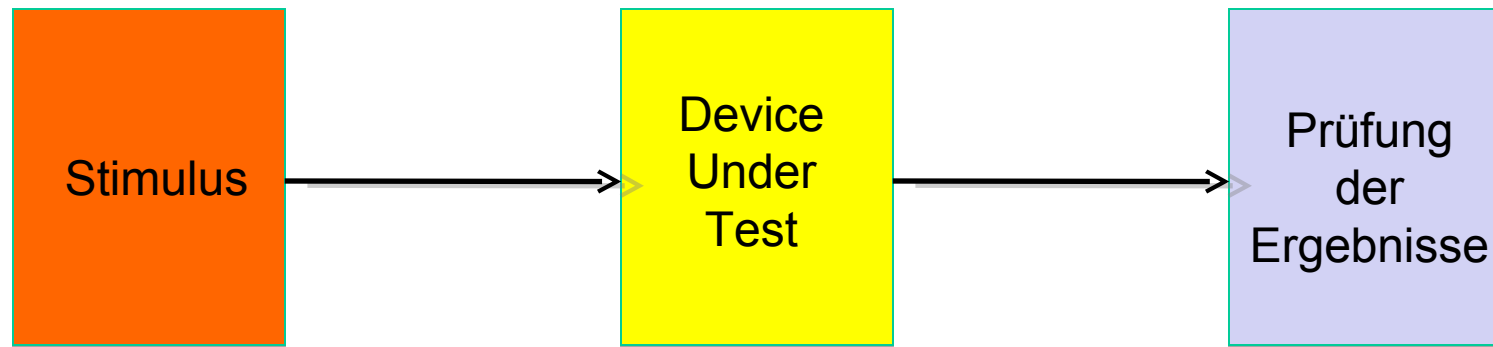 Stimulus
Device
Under
Test
Prüfung
der
Ergebnisse